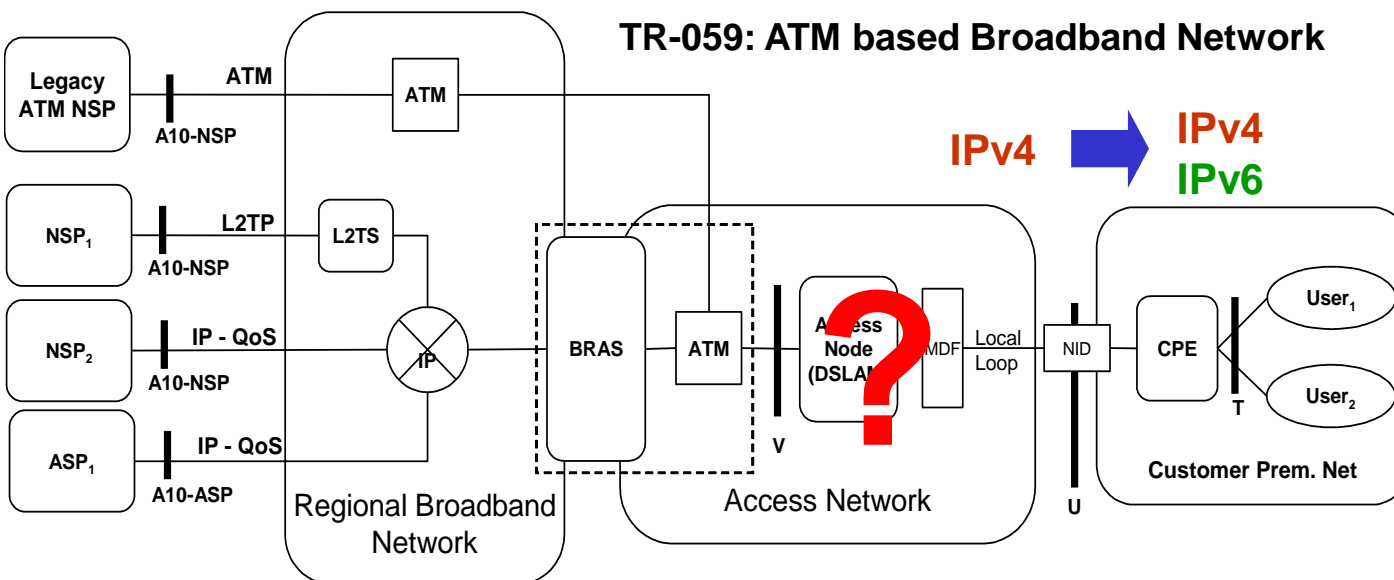 TR-059: ATM based Broadband Network
Legacy
ATM NSP
ATM
A10-NSP
ATM
IPv4
IPv4
IPv6
NSP1
L2TP
A10-NSP
L2TS
NSP2
IP - QoS
A10-NSP
IP
BRAS
ATM
V
Access
Node
(DSLAM
?
MDF
Local
Loop
NID
U
CPE
T
User1
User2
Customer Prem. Net
ASP1
IP - QoS
A10-ASP
Regional Broadband
Network
Access Network